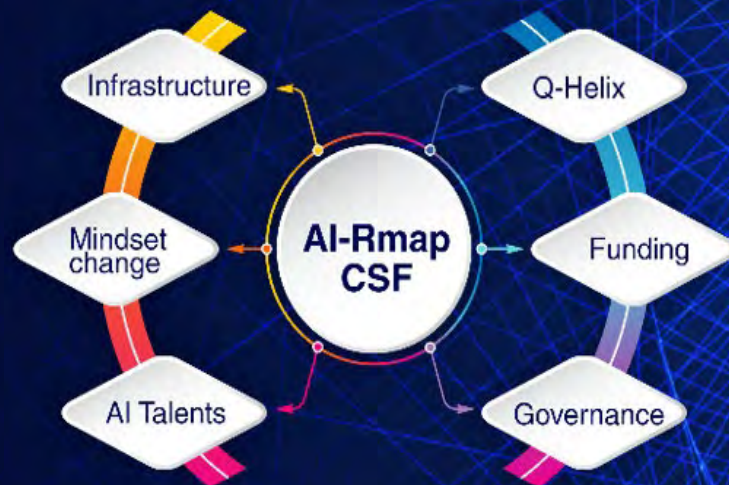 Infrastructure
Q-Helix
Mindset
change
AI-Rmap
CSF
Funding
AI Talents
Governance